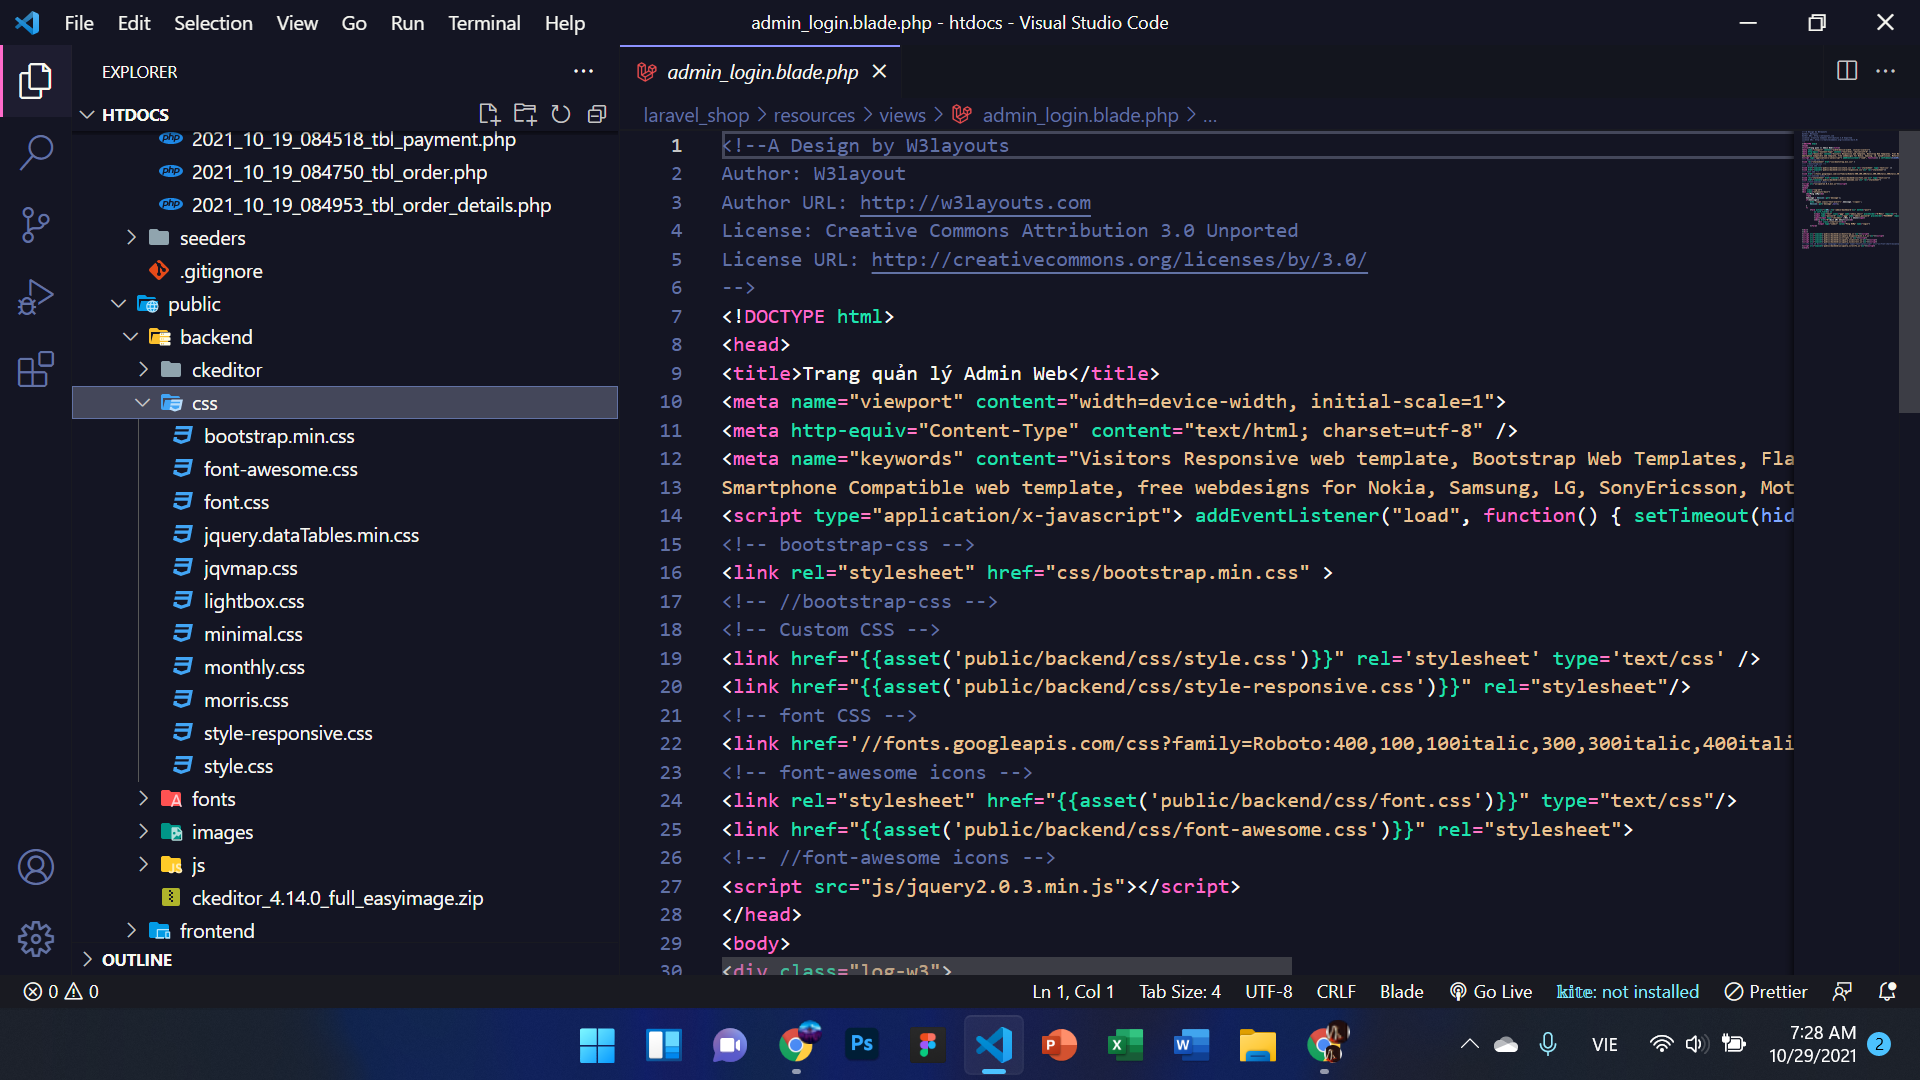 File Edit Selection View Go Run Terminal Help
admin_login.blade.php - htdocs - Visual Studio Code
EXPLORER
HTDOCS
2021_10_19_084518_tbl_payment.php
2021_10_19_084750_tbl_order.php
2021_10_19_084953_tbl_order_details.php
seeders
.gitignore
public
backend
ckeditor
css
bootstrap.min.css
font-awesome.css
font.css
jquery.dataTables.min.css
jqvmap.css
lightbox.css
minimal.css
monthly.css
morris.css
style-responsive.css
style.css
fonts
images
js
ckeditor_4.14.0_full_easyimage.zip
frontend
OUTLINE
admin_login.blade.php
laravel_shop > resources > views > admin_login.blade.php > ...
1 <!--A Design by W3layouts
2 Author: W3layout
3 Author URL: http://w3layouts.com
4 License: Creative Commons Attribution 3.0 Unported
5 License URL: http://creativecommons.org/licenses/by/3.0/
6 -->
7 <!DOCTYPE html>
8 <head>
9 <title>Trang quản lý Admin Web</title>
10 <meta name="viewport" content="width=device-width, initial-scale=1">
11 <meta http-equiv="Content-Type" content="text/html; charset=utf-8" />
12 <meta name="keywords" content="Visitors Responsive web template, Bootstrap Web Templates, Fla
13 Smartphone Compatible web template, free webdesigns for Nokia, Samsung, LG, SonyEricsson, Mot
14 <script type="application/x-javascript"> addEventListener("load", function() { setTimeout(hid
15 <!-- bootstrap-css -->
16 <link rel="stylesheet" href="css/bootstrap.min.css" >
17 <!-- //bootstrap-css -->
18 <!-- Custom CSS -->
19 <link href="{{asset('public/backend/css/style.css')}}" rel='stylesheet' type='text/css' />
20 <link href="{{asset('public/backend/css/style-responsive.css')}}" rel="stylesheet"/>
21 <!-- font CSS -->
22 <link href='//fonts.googleapis.com/css?family=Roboto:400,100,100italic,300,300italic,400itali
23 <!-- font-awesome icons -->
24 <link rel="stylesheet" href="{{asset('public/backend/css/font.css')}}" type="text/css"/>
25 <link href="{{asset('public/backend/css/font-awesome.css')}}" rel="stylesheet">
26 <!-- //font-awesome icons -->
27 <script src="js/jquery2.0.3.min.js"></script>
28 </head>
29 <body>
30 <div class="log-w3">
0 0
Ln 1, Col 1 Tab Size: 4 UTF-8 CRLF Blade Go Live kite: not installed Prettier
VIE
7:28 AM
10/29/2021
2